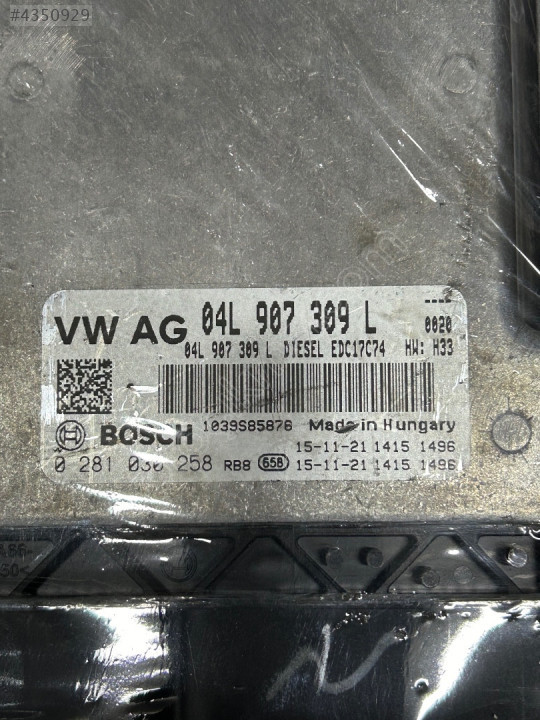 #4350929
VW AG 04L 907 309 L
0020
04L 907 309 L DIESEL EDC17C74 HW: H33
BOSCH 1039S85876 Made in Hungary
15-11-21 1415 1496
0 281 030 258 RB8 658 15-11-21 1415 1496